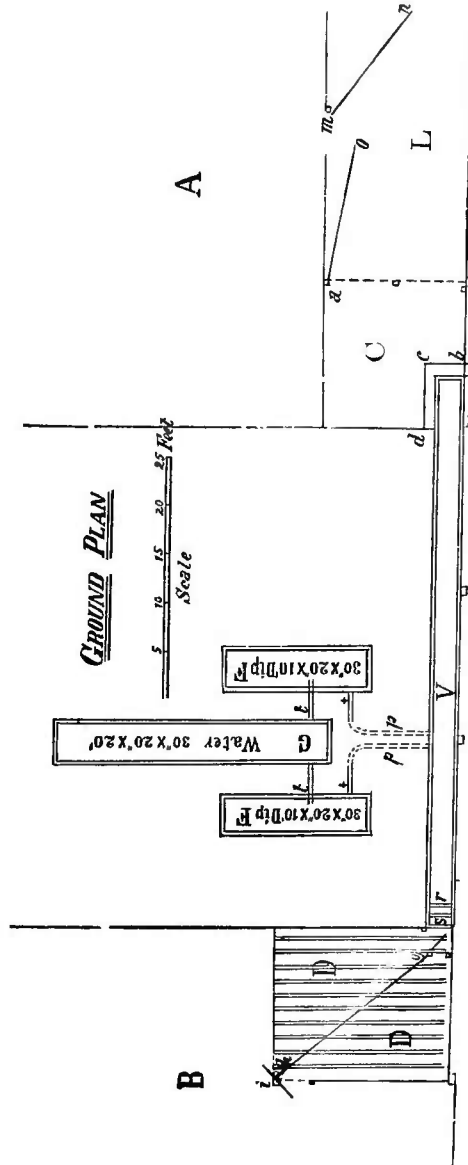 GROUND PLAN
5 10 15 20 25 Feet
Scale
B
A
G Water 30"X20"X20'
t
t
30"X20"X10' Dip F
30"X20"X10' Dip F
p
p
i
D
D
s r
V
d
c
b
C
a
o
m
n
L